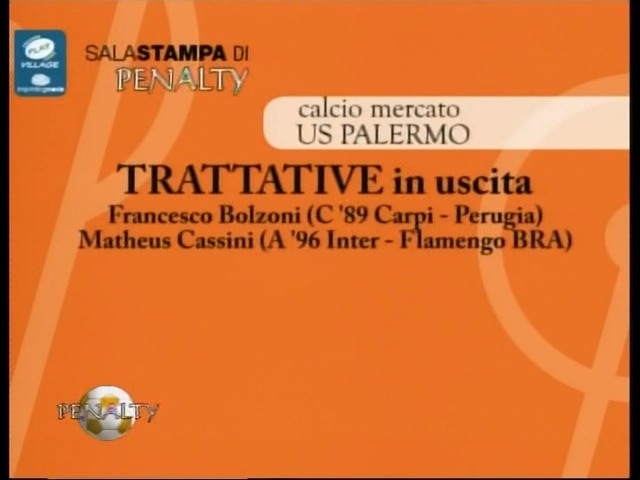 PLAY
VILLAGE
SALASTAMPA DI
PENALTY
calcio mercato
US PALERMO
TRATTATIVE in uscita
Francesco Bolzoni (C '89 Carpi - Perugia)
Matheus Cassini (A '96 Inter - Flamengo BRA)
PENALTY